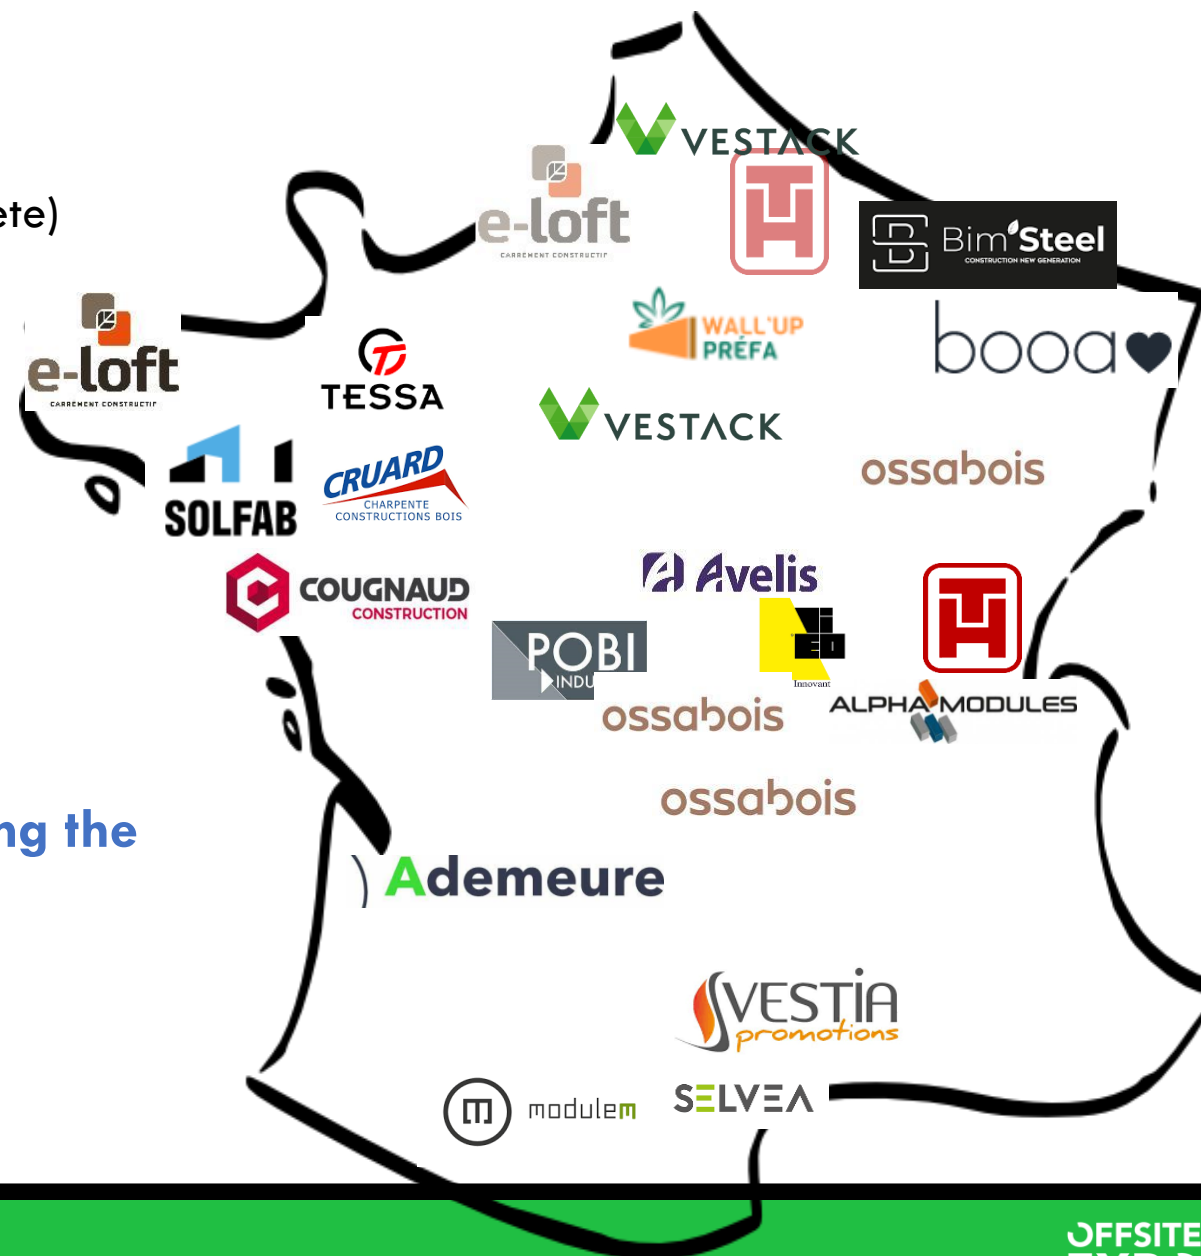 VESTACK
ete)
e-loft
CARRÉMENT CONSTRUCTIF
TH
Bim'Steel
CONSTRUCTION NEW GENERATION
e-loft
CARRÉMENT CONSTRUCTIF
TESSA
WALL'UP
PRÉFA
booa
VESTACK
SOLFAB
CRUARD
CHARPENTE
CONSTRUCTIONS BOIS
ossabois
COUGNAUD
CONSTRUCTION
Avelis
TH
POBI
INDU
Innovant
ossabois
ALPHA MODULES
ossabois
ng the
) Ademeure
VESTIA
promotions
m modulem
SELVEA
OFFSITE